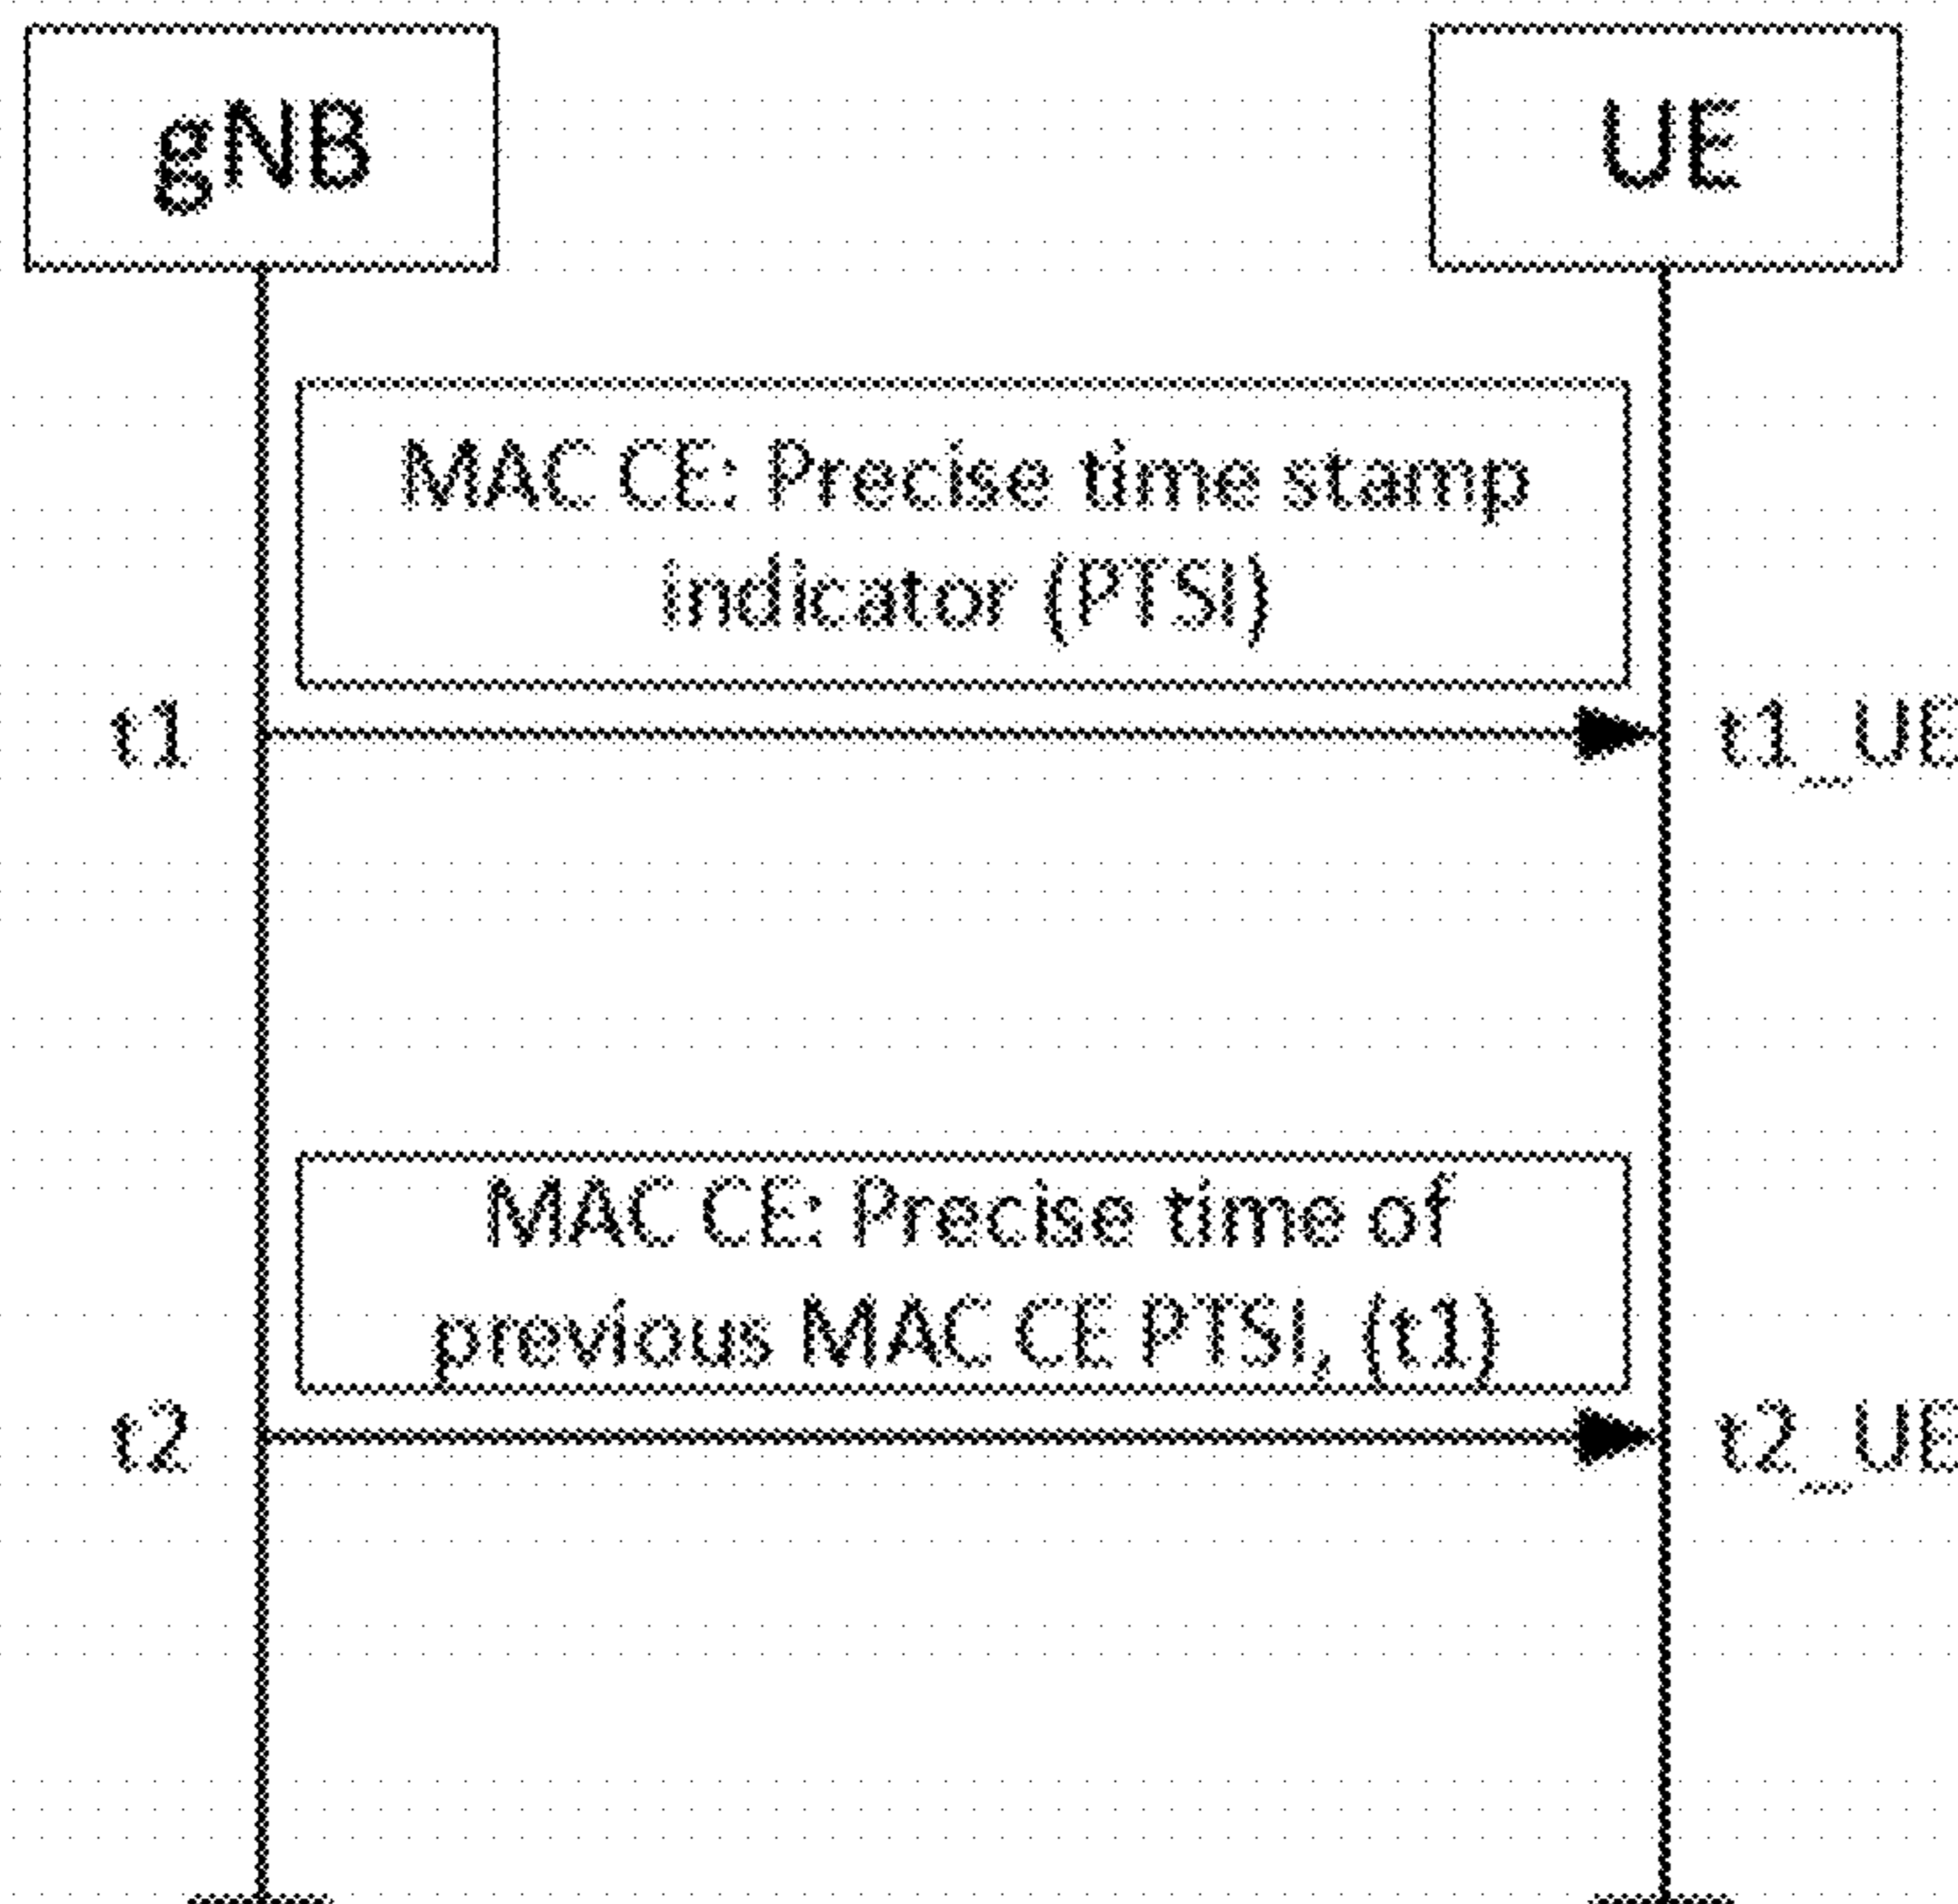 gNB
UE
MAC CE: Precise time stamp
indicator (PTSI)
t1
t1_UE
MAC CE: Precise time of
previous MAC CE PTSI, (t1)
t2
t2_UE